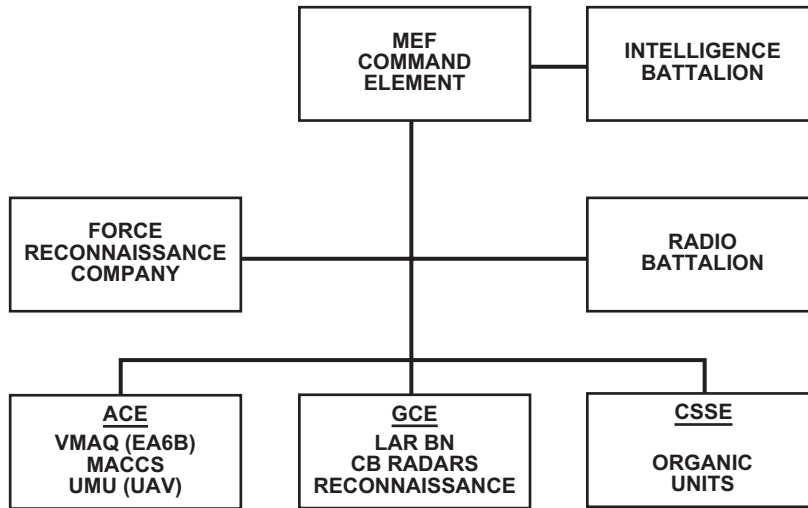 MEF
COMMAND
ELEMENT
INTELLIGENCE
BATTALION
FORCE
RECONNAISSANCE
COMPANY
RADIO
BATTALION
ACE
VMAQ (EA6B)
MACCS
UMU (UAV)
GCE
LAR BN
CB RADARS
RECONNAISSANCE
CSSE
ORGANIC
UNITS